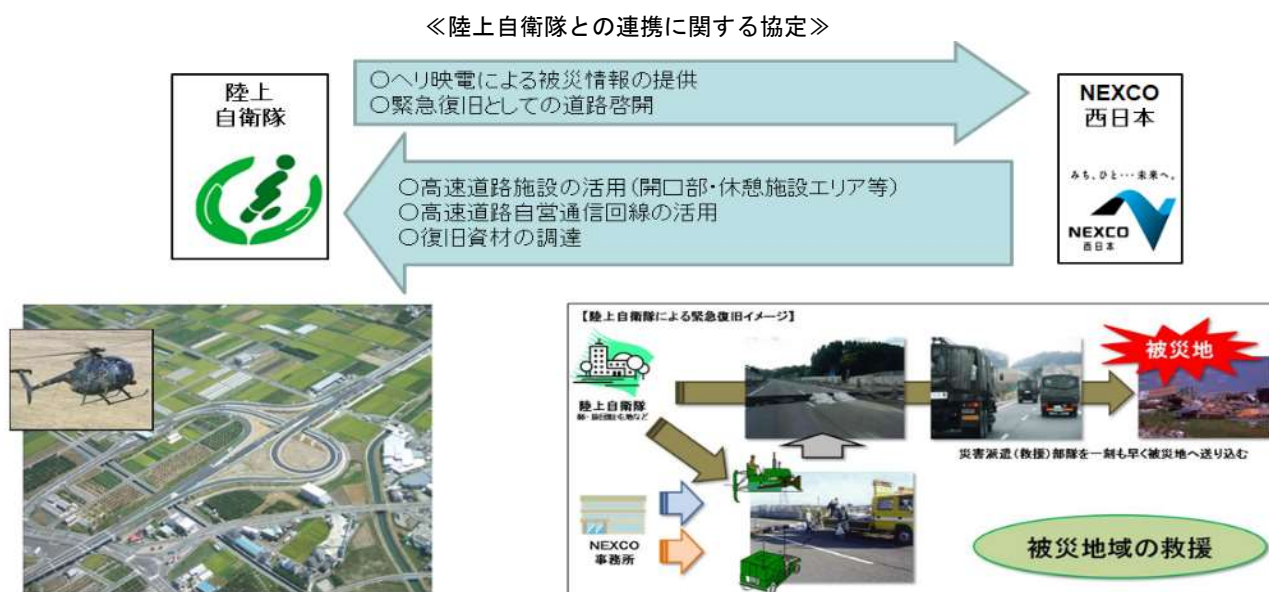 ≪陸上自衛隊との連携に関する協定≫
陸上
自衛隊
○ヘリ映電による被災情報の提供
○緊急復旧としての道路啓開
NEXCO
西日本
みち、ひと…未来へ。
NEXCO
西日本
○高速道路施設の活用(開口部・休憩施設エリア等)
○高速道路自営通信回線の活用
○復旧資材の調達
【陸上自衛隊による緊急復旧イメージ】
陸上自衛隊
被災地
災害派遣(救援)部隊を一刻も早く被災地へ送り込む
NEXCO
事務所
被災地域の救援